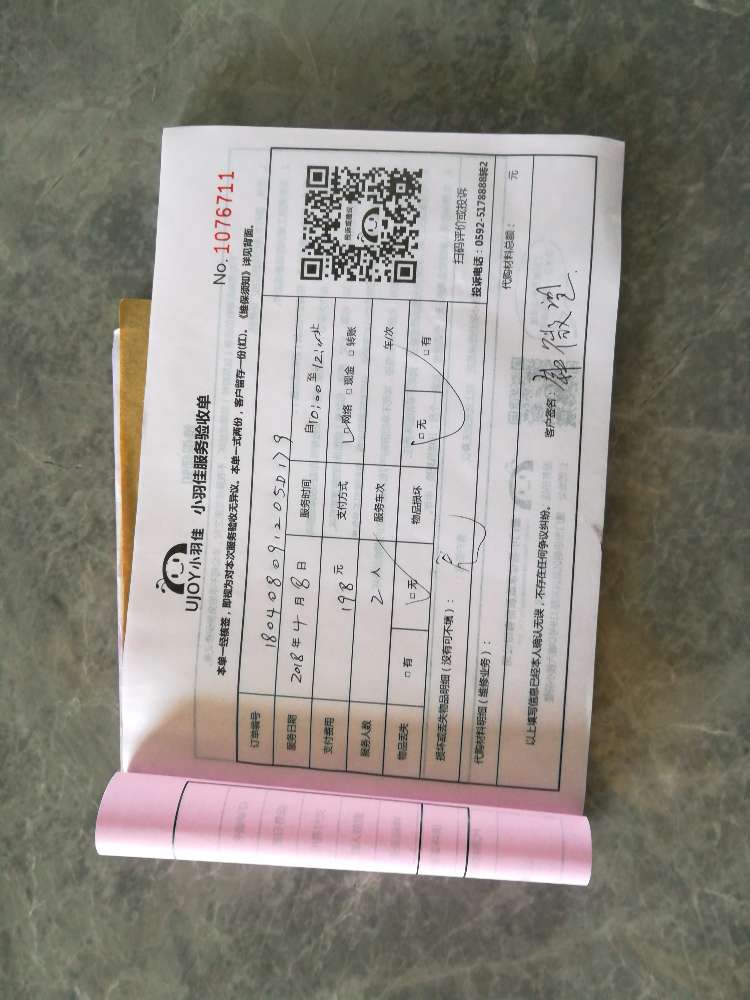 UJOY小羽佳 小羽佳服务验收单
No. 1076711
本单一经核签，即视为对本次服务验收无异议。本单一式两份，客户留存一份(红)。《维保须知》详见背面。
订单编号 180408091205D179
服务日期 2018年4月8日 服务时间 自10:00至12:00止
支付费用 198元 支付方式 □网络 □现金 □转账
服务人数 2人 服务车次 车/次
物品丢失 □有 □无 物品损坏 □无 □有
投诉或建议
扫码评价或投诉
投诉电话：0592-5178888转2
损坏或丢失物品明细（没有可不填）：
代购材料明细（维修业务）：
代购材料总额： 元
以上填写信息已经本人确认无误，不存在任何争议纠纷。 客户签名：